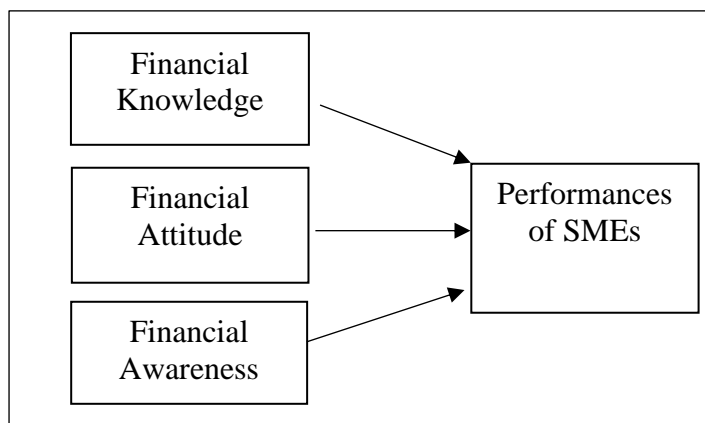 Financial
Knowledge
Financial
Attitude
Financial
Awareness
Performances
of SMEs